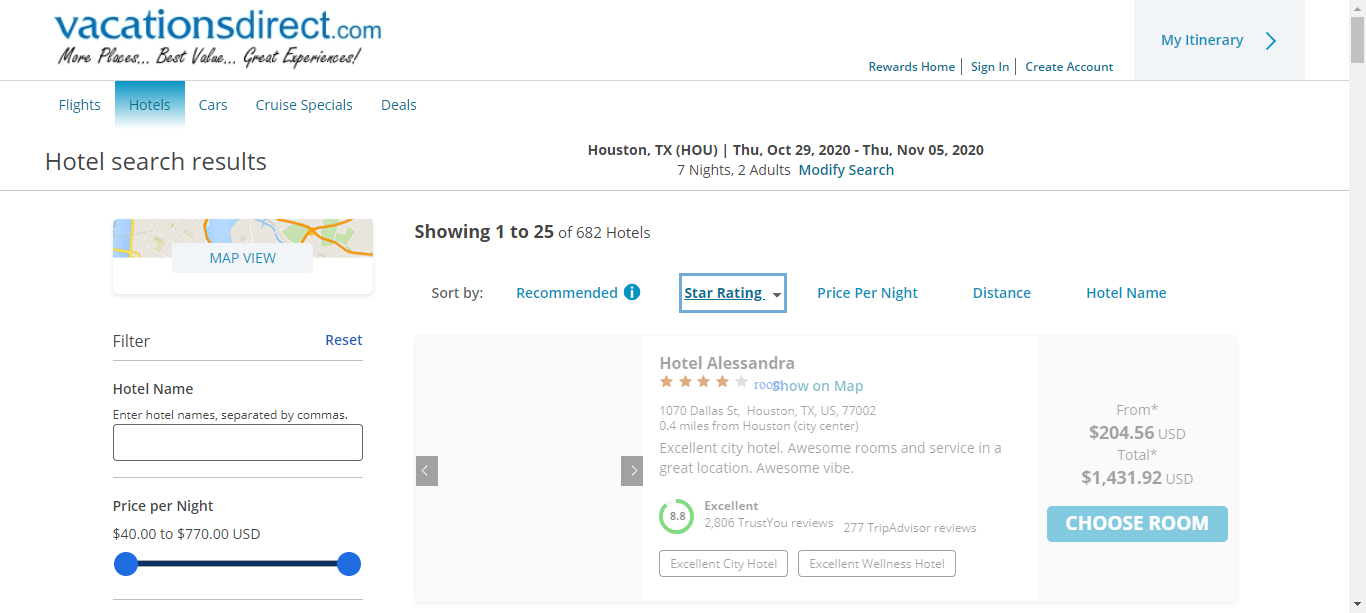 vacationsdirect.com
More Places... Best Value... Great Experiences!
My Itinerary
Rewards Home Sign In Create Account
Flights Hotels Cars Cruise Specials Deals
Hotel search results
Houston, TX (HOU) | Thu, Oct 29, 2020 - Thu, Nov 05, 2020
7 Nights, 2 Adults Modify Search
MAP VIEW
Showing 1 to 25 of 682 Hotels
Sort by: Recommended i Star Rating Price Per Night Distance Hotel Name
Filter Reset
Hotel Name
Enter hotel names, separated by commas.
Price per Night
$40.00 to $770.00 USD
Hotel Alessandra
room Show on Map
1070 Dallas St, Houston, TX, US, 77002
0.4 miles from Houston (city center)
Excellent city hotel. Awesome rooms and service in a
great location. Awesome vibe.
8.8
Excellent
2,806 TrustYou reviews 277 TripAdvisor reviews
Excellent City Hotel Excellent Wellness Hotel
From*
$204.56 USD
Total*
$1,431.92 USD
CHOOSE ROOM